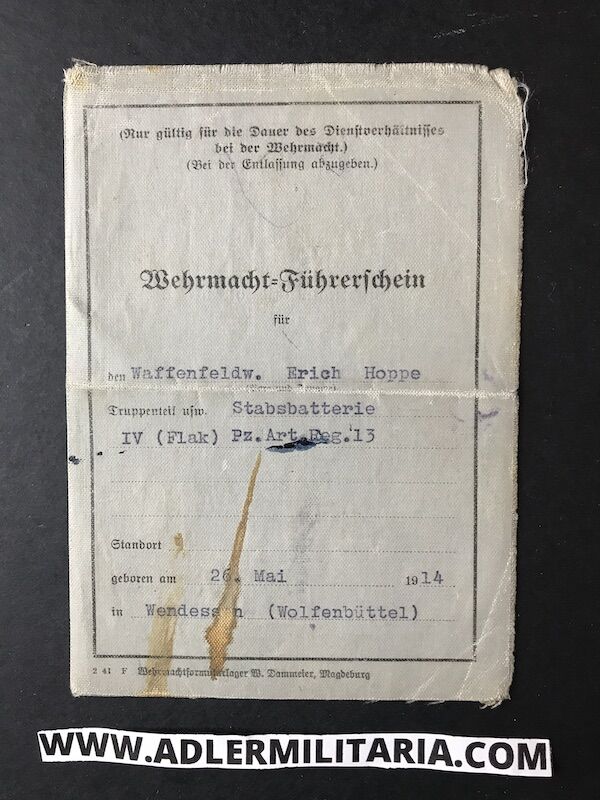 (Nur gültig für die Dauer des Dienstverhältnisses
bei der Wehrmacht.)
(Bei der Entlassung abzugeben.)
Wehrmacht=Führerschein
für
den Waffenfeldw. Erich Hoppe
Truppenteil usw. Stabsbatterie
IV (Flak) Pz.Art.Reg.13
Standort
geboren am 26. Mai 1914
in (Wolfenbüttel)
2 41 F Wehrmachtformularlager W. Dammeier, Magdeburg
WWW.ADLERMILITARIA.COM